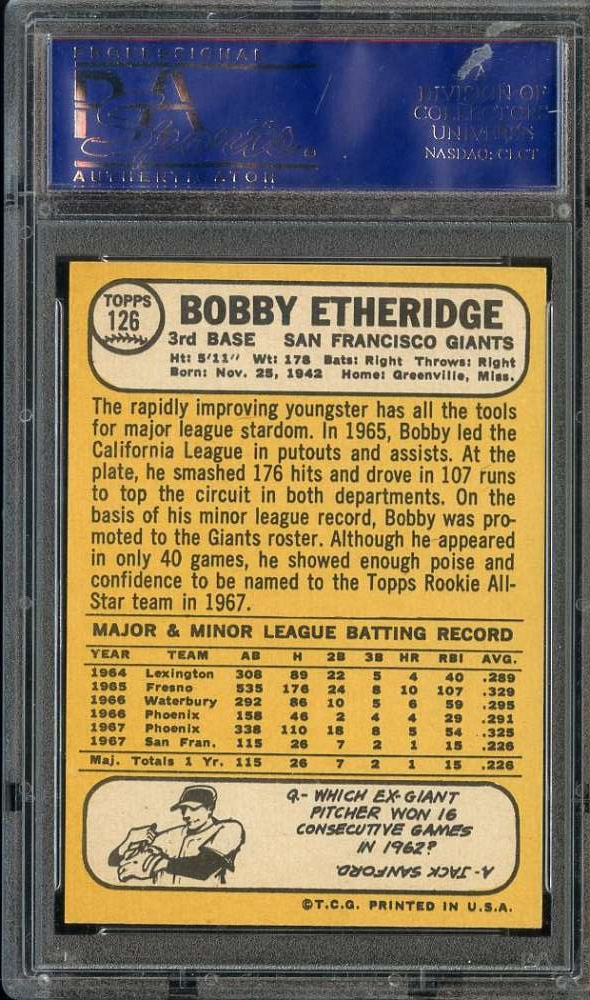 PROFESSIONAL
PSA
Sports
AUTHENTICATOR
DIVISION OF
COLLECTORS
UNIVERSE
NASDAQ: CLCT
TOPPS
126
BOBBY ETHERIDGE
3rd BASE SAN FRANCISCO GIANTS
Ht: 5'11" Wt: 178 Bats: Right Throws: Right
Born: Nov. 25, 1942 Home: Greenville, Miss.
The rapidly improving youngster has all the tools
for major league stardom. In 1965, Bobby led the
California League in putouts and assists. At the
plate, he smashed 176 hits and drove in 107 runs
to top the circuit in both departments. On the
basis of his minor league record, Bobby was pro-
moted to the Giants roster. Although he appeared
in only 40 games, he showed enough poise and
confidence to be named to the Topps Rookie All-
Star team in 1967.
MAJOR & MINOR LEAGUE BATTING RECORD
YEAR TEAM AB H 2B 3B HR RBI AVG.
1964 Lexington 308 89 22 5 4 40 .289
1965 Fresno 535 176 24 8 10 107 .329
1966 Waterbury 292 86 10 5 6 59 .295
1966 Phoenix 158 46 2 4 4 29 .291
1967 Phoenix 338 110 18 8 5 54 .325
1967 San Fran. 115 26 7 2 1 15 .226
Maj. Totals 1 Yr. 115 26 7 2 1 15 .226
Q.- WHICH EX-GIANT
PITCHER WON 16
CONSECUTIVE GAMES
IN 1962?
A- JACK SANFORD.
©T.C.G. PRINTED IN U.S.A.